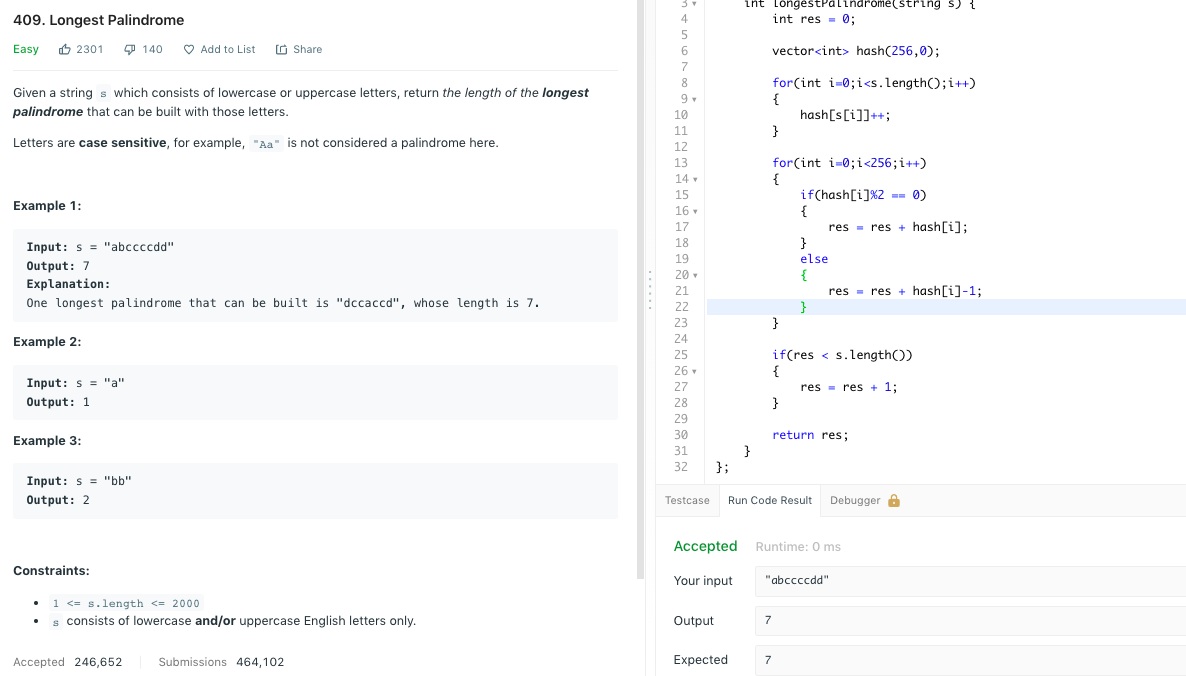 409. Longest Palindrome
Easy 2301 140 Add to List Share
Given a string s which consists of lowercase or uppercase letters, return the length of the longest
palindrome that can be built with those letters.
Letters are case sensitive, for example, "Aa" is not considered a palindrome here.
Example 1:
Input: s = "abccccdd"
Output: 7
Explanation:
One longest palindrome that can be built is "dccaccd", whose length is 7.
Example 2:
Input: s = "a"
Output: 1
Example 3:
Input: s = "bb"
Output: 2
Constraints:
• 1 <= s.length <= 2000
• s consists of lowercase and/or uppercase English letters only.
Accepted 246,652 Submissions 464,102
3 int longestPalindrome(string s) {
4 int res = 0;
5
6 vector<int> hash(256,0);
7
8 for(int i=0;i<s.length();i++)
9 {
10 hash[s[i]]++;
11 }
12
13 for(int i=0;i<256;i++)
14 {
15 if(hash[i]%2 == 0)
16 {
17 res = res + hash[i];
18 }
19 else
20 {
21 res = res + hash[i]-1;
22 }
23 }
24
25 if(res < s.length())
26 {
27 res = res + 1;
28 }
29
30 return res;
31 }
32 };
Testcase Run Code Result Debugger
Accepted Runtime: 0 ms
Your input "abccccdd"
Output 7
Expected 7